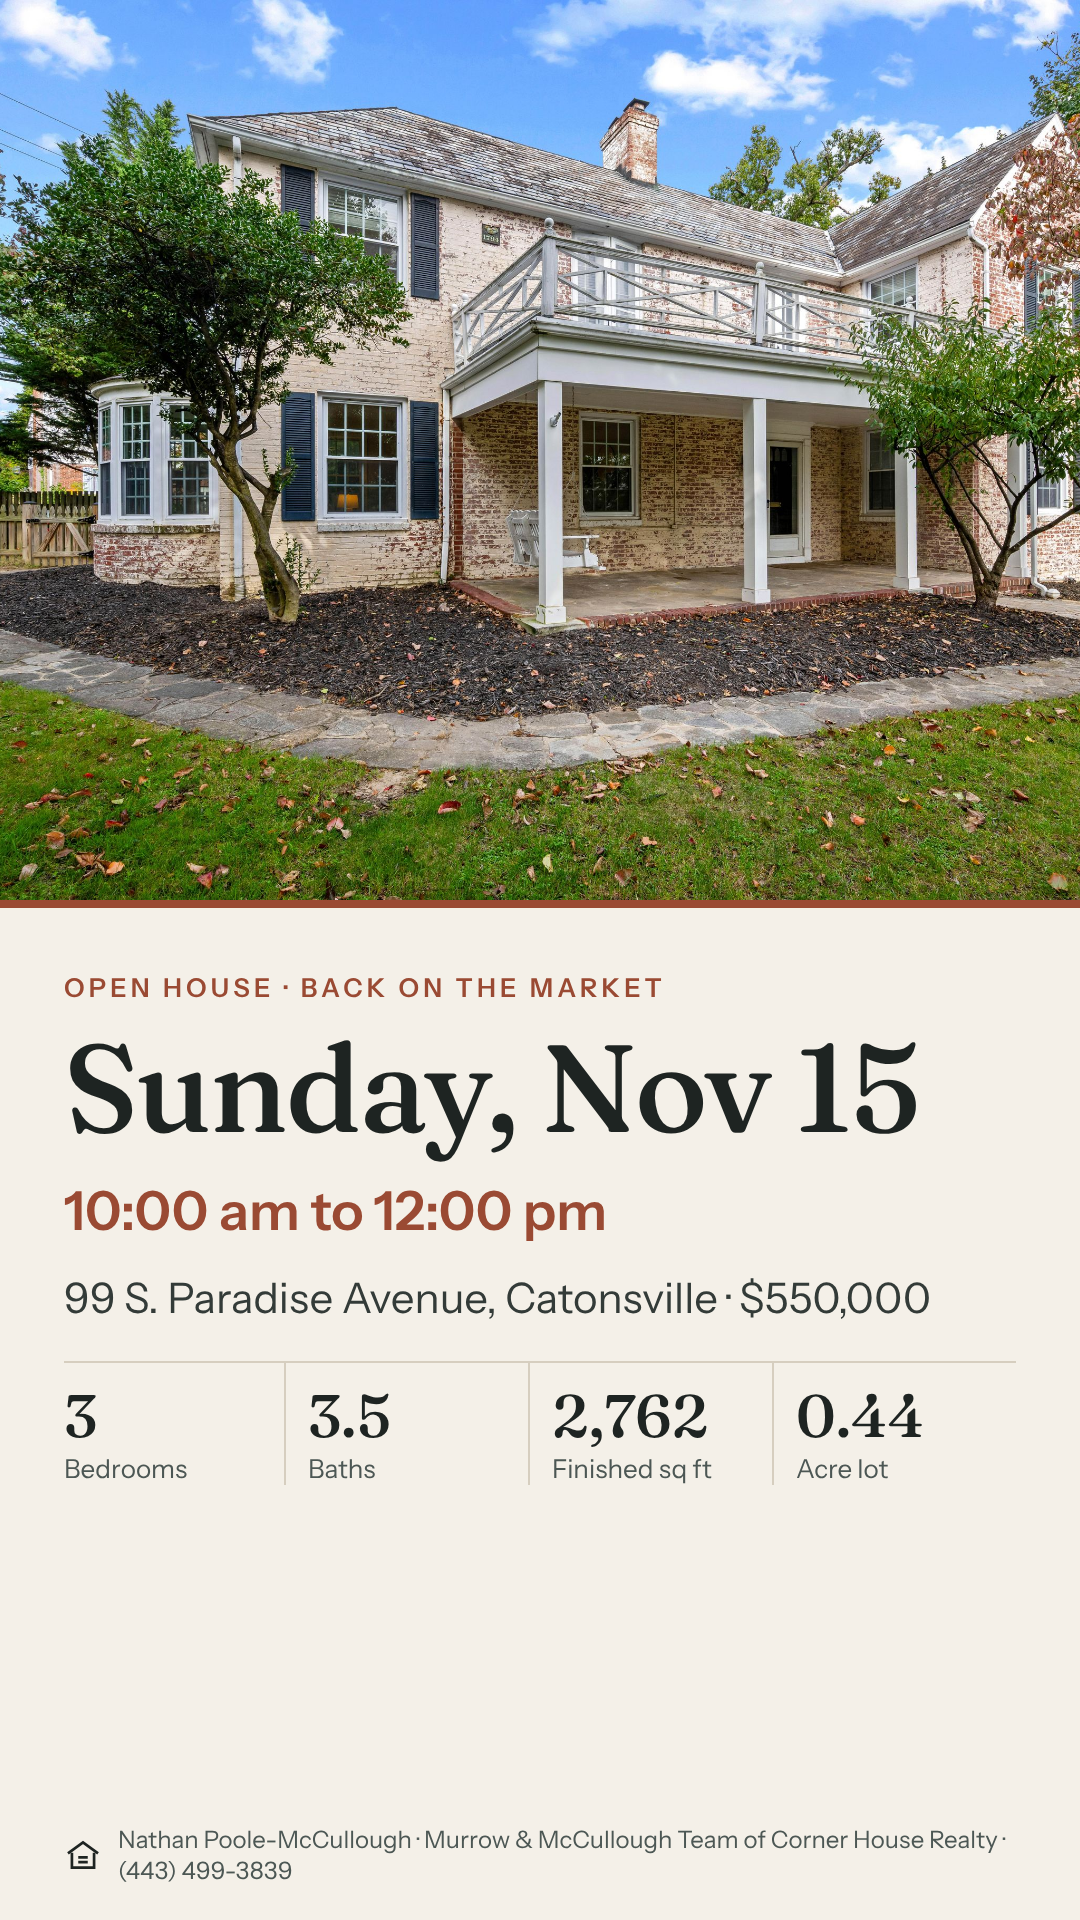 OPEN HOUSE · BACK ON THE MARKET
Sunday, Nov 15
10:00 am to 12:00 pm
99 S. Paradise Avenue, Catonsville · $550,000
3
Bedrooms
3.5
Baths
2,762
Finished sq ft
0.44
Acre lot
Nathan Poole-McCullough · Murrow & McCullough Team of Corner House Realty ·
(443) 499-3839